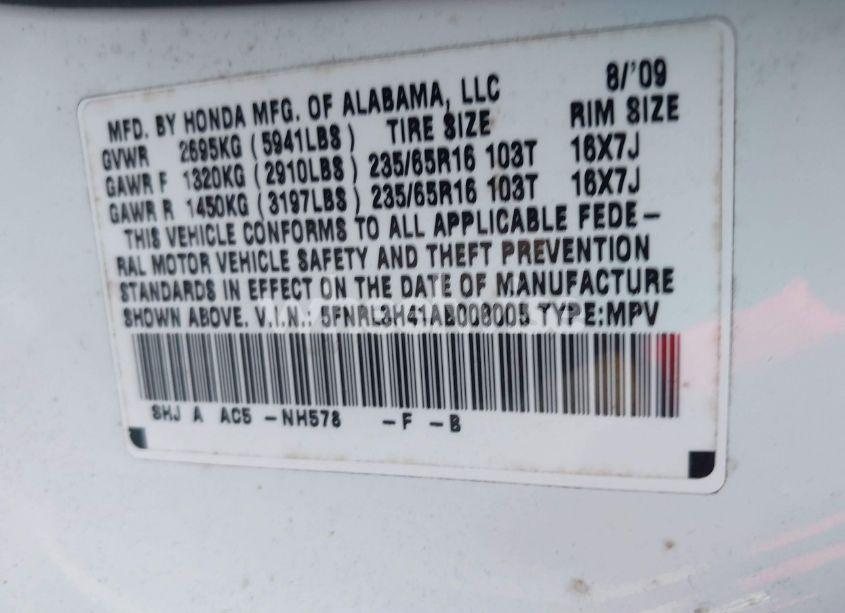 MFD. BY HONDA MFG. OF ALABAMA, LLC 8/'09
GVWR 2695KG (5941LBS) TIRE SIZE RIM SIZE
GAWR F 1320KG (2910LBS) 235/65R16 103T 16X7J
GAWR R 1450KG (3197LBS) 235/65R16 103T 16X7J
THIS VEHICLE CONFORMS TO ALL APPLICABLE FEDE-
RAL MOTOR VEHICLE SAFETY AND THEFT PREVENTION
STANDARDS IN EFFECT ON THE DATE OF MANUFACTURE
SHOWN ABOVE. V.I.N.: 5FNRL3H41AB008005 TYPE:MPV
SHJ A AC5 -NH578 -F -B